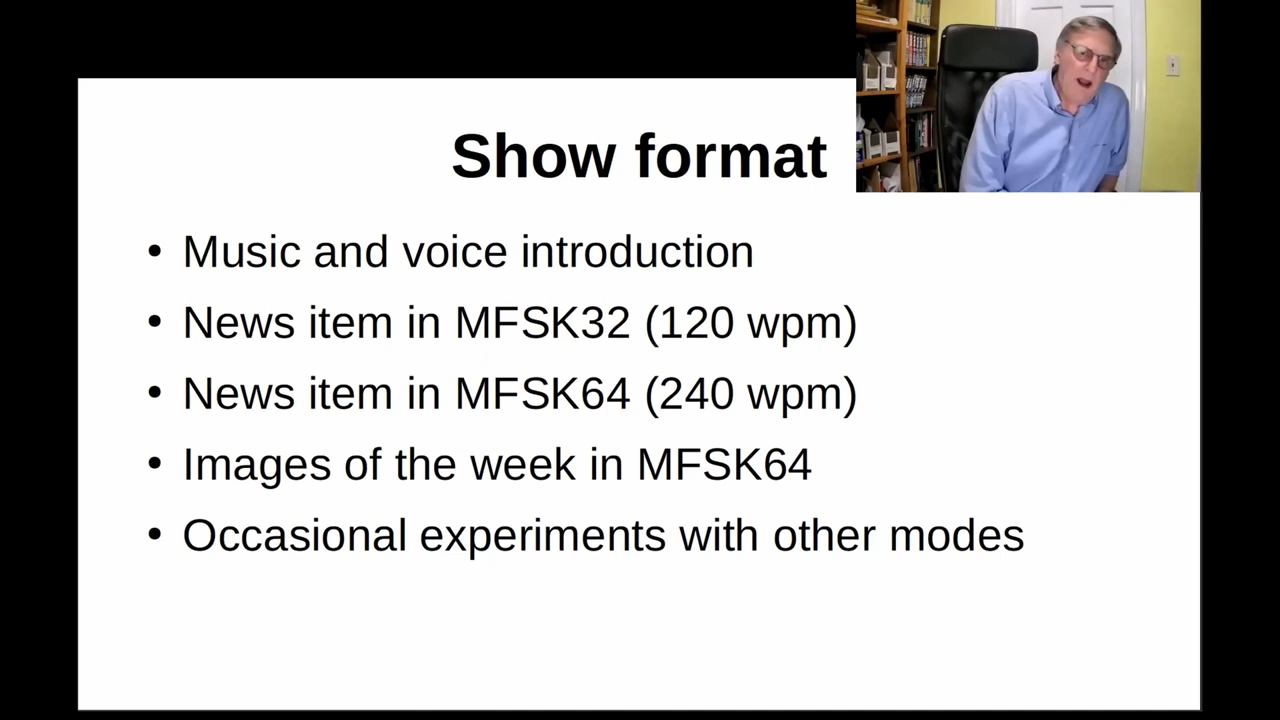 Show format
• Music and voice introduction
• News item in MFSK32 (120 wpm)
• News item in MFSK64 (240 wpm)
• Images of the week in MFSK64
• Occasional experiments with other modes